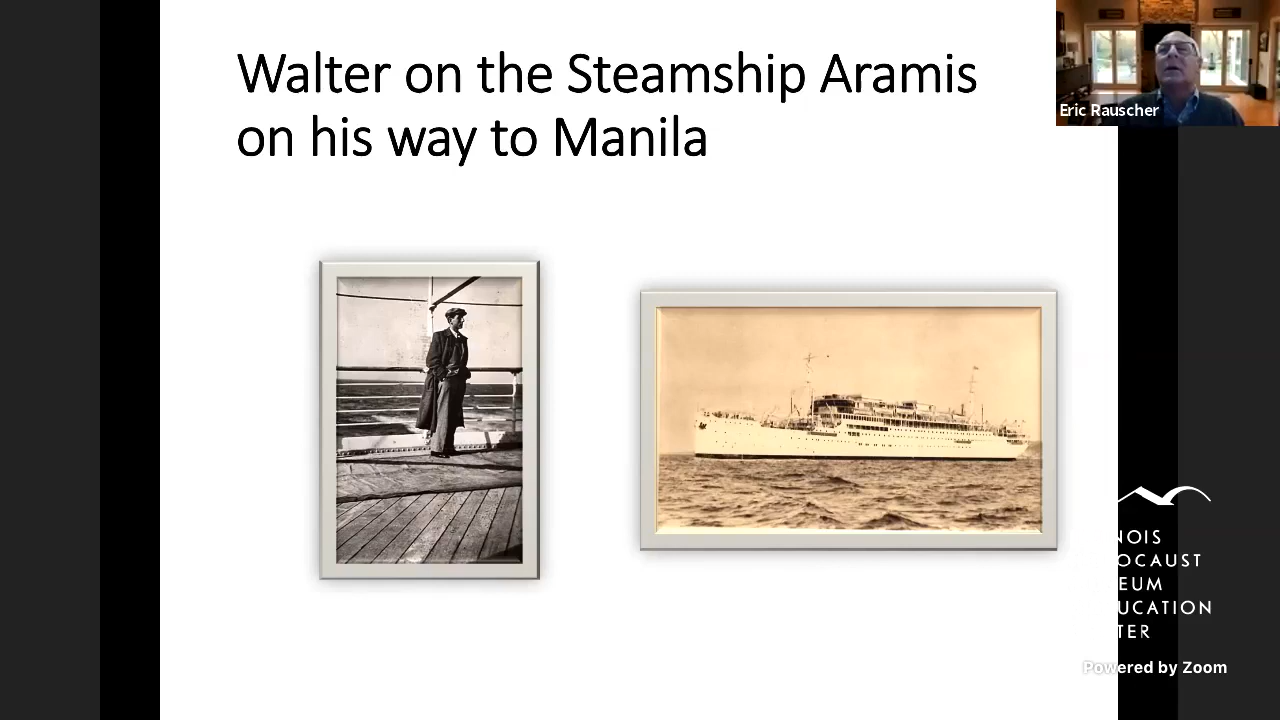 Walter on the Steamship Aramis
on his way to Manila
Eric Rauscher
NOIS
OCAUST
EUM
UCATION
TER
Powered by Zoom